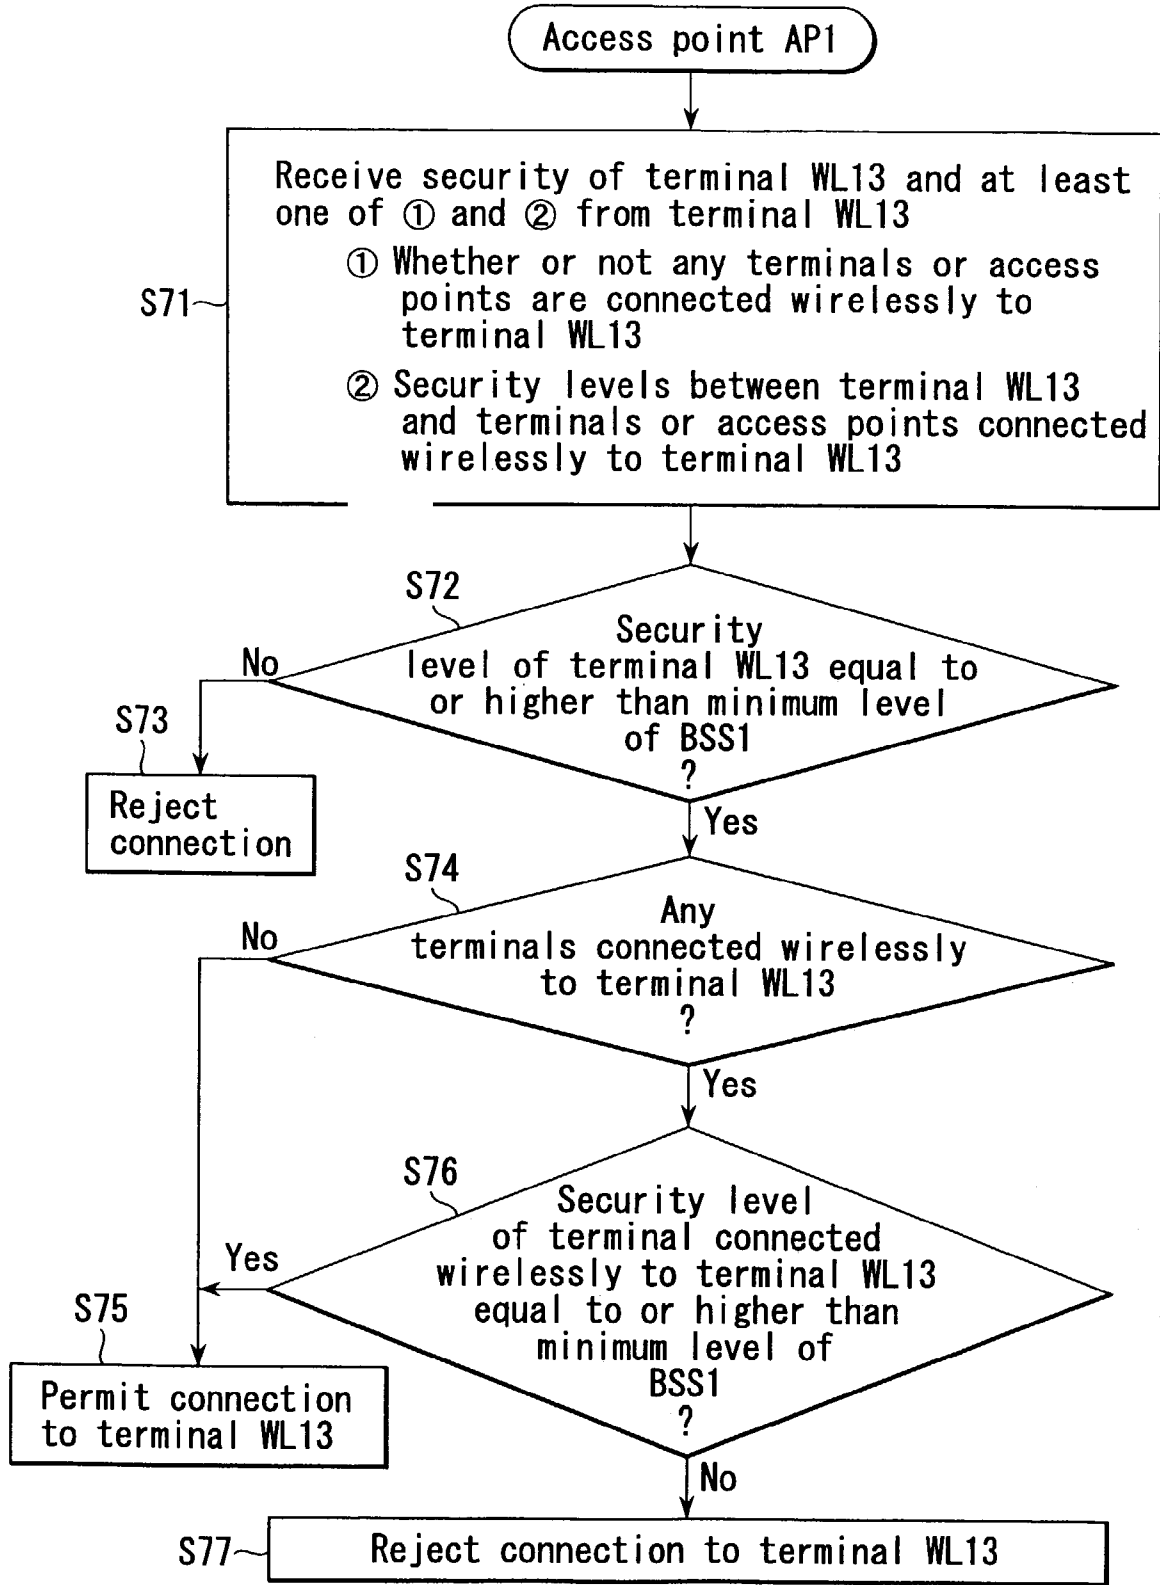 Access point AP1
Receive security of terminal WL13 and at least
one of ① and ② from terminal WL13
① Whether or not any terminals or access
points are connected wirelessly to
terminal WL13
② Security levels between terminal WL13
and terminals or access points connected
wirelessly to terminal WL13
S71
S72
Security
level of terminal WL13 equal to
or higher than minimum level
of BSS1
?
No
S73
Reject
connection
Yes
S74
Any
terminals connected wirelessly
to terminal WL13
?
No
Yes
S76
Security level
of terminal connected
wirelessly to terminal WL13
equal to or higher than
minimum level of
BSS1
?
Yes
S75
Permit connection
to terminal WL13
No
S77
Reject connection to terminal WL13